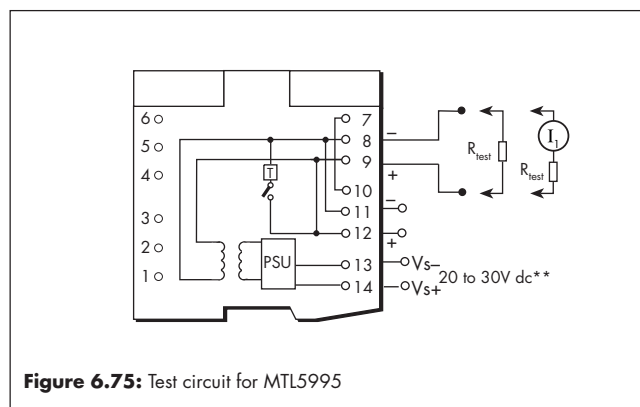 6
5
4
3
2
1
7
8
9
10
11
12
13
14
T
PSU
−
+
−
+
Vs−
Vs+
20 to 30V dc**
Rtest
I1
Rtest
Figure 6.75: Test circuit for MTL5995